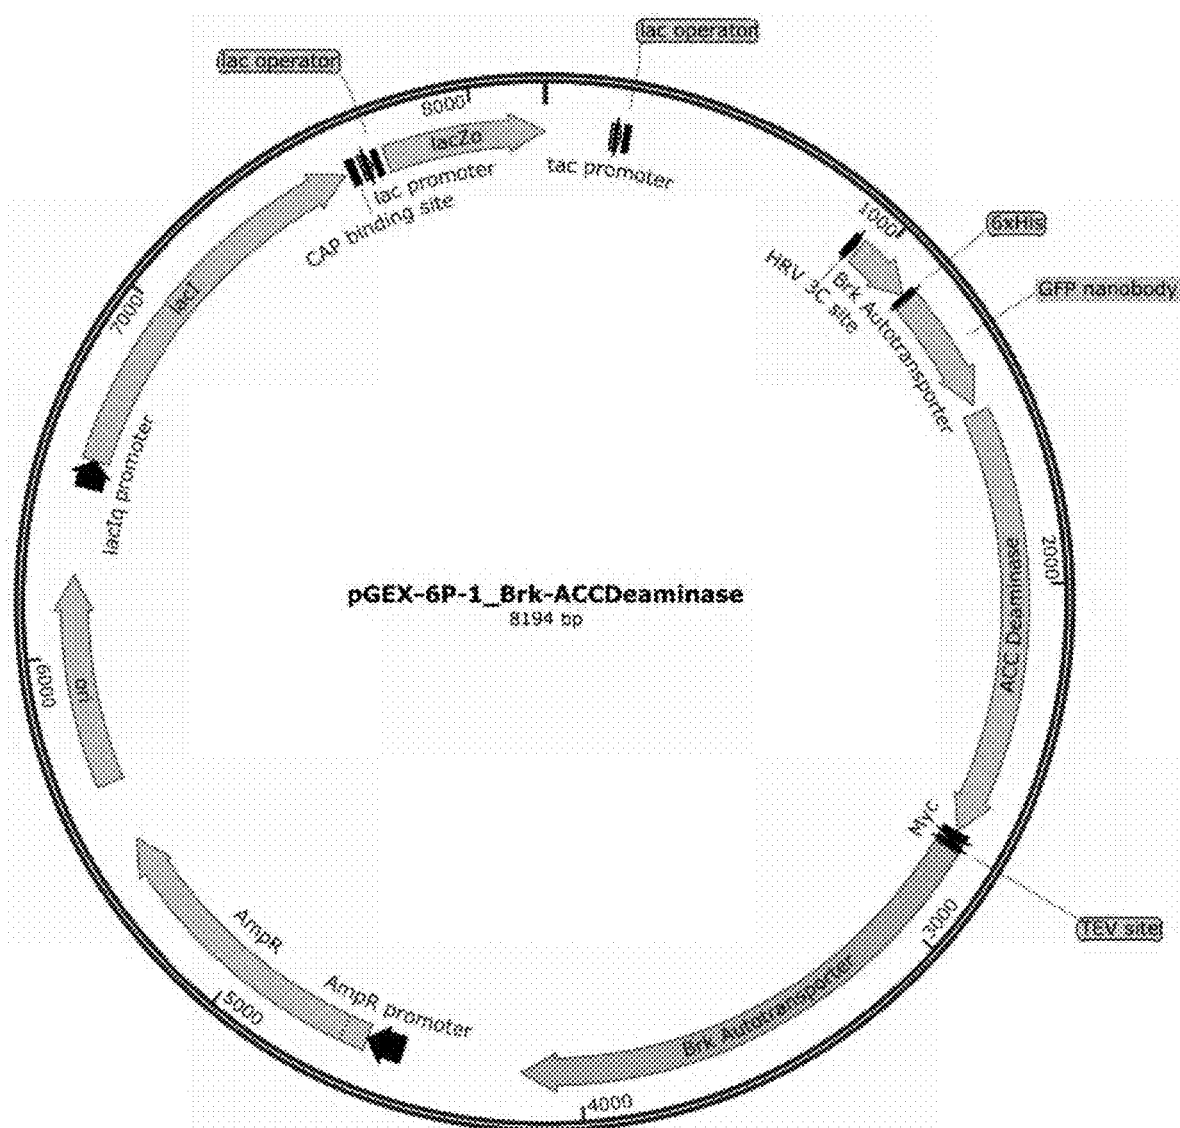 lac operator
lac operator
8000
lacZα
tac promoter
lac promoter
CAP binding site
1000
6xHis
HRV 3C site
Brk Autotransporter
GFP nanobody
lacI
7000
lacIq promoter
2000
ACC Deaminase
pGEX-6P-1_Brk-ACCDeaminase
8194 bp
ori
6000
Myc
TEV site
3000
Brk Autotransporter
AmpR
AmpR promoter
5000
4000